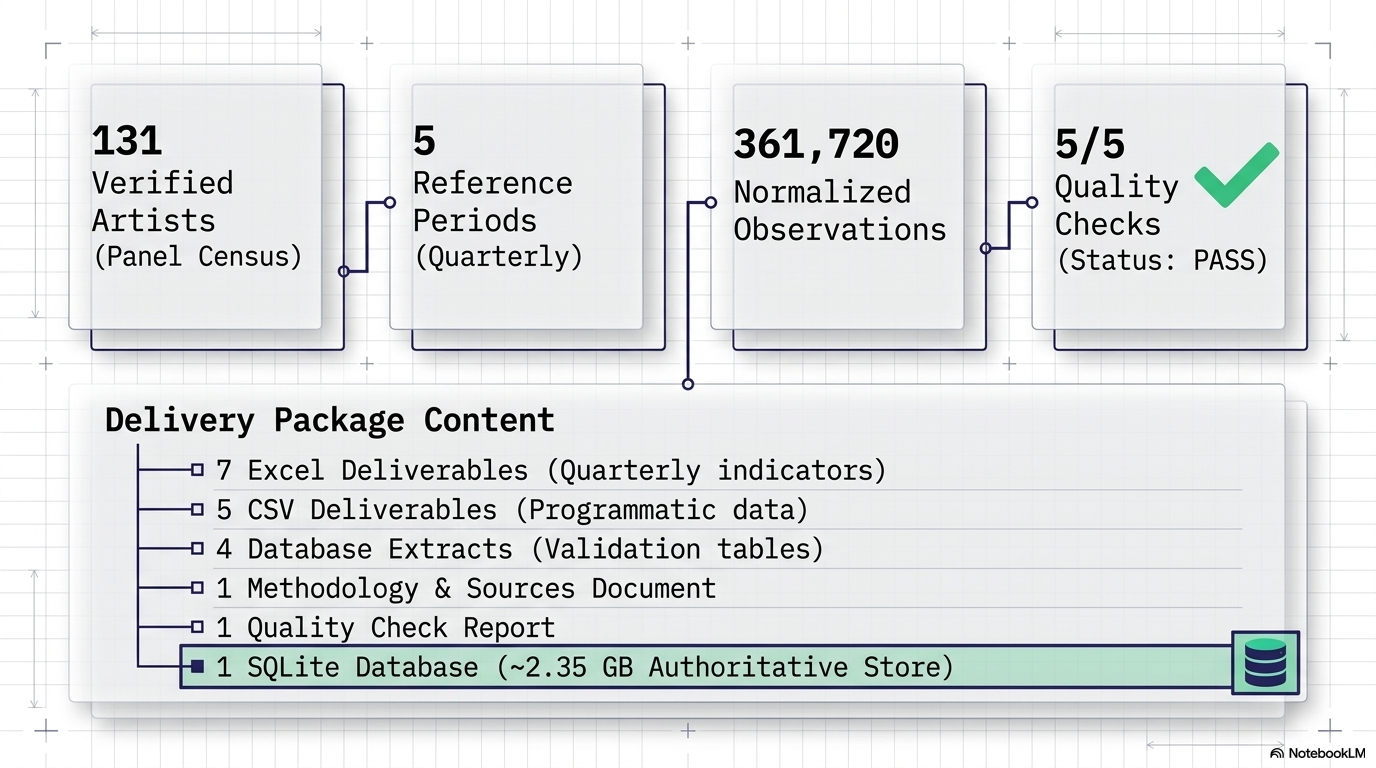 131
Verified
Artists
(Panel Census)
5
Reference
Periods
(Quarterly)
361,720
Normalized
Observations
5/5
Quality
Checks
(Status: PASS)
Delivery Package Content
7 Excel Deliverables (Quarterly indicators)
5 CSV Deliverables (Programmatic data)
4 Database Extracts (Validation tables)
1 Methodology & Sources Document
1 Quality Check Report
1 SQLite Database (~2.35 GB Authoritative Store)
NotebookLM